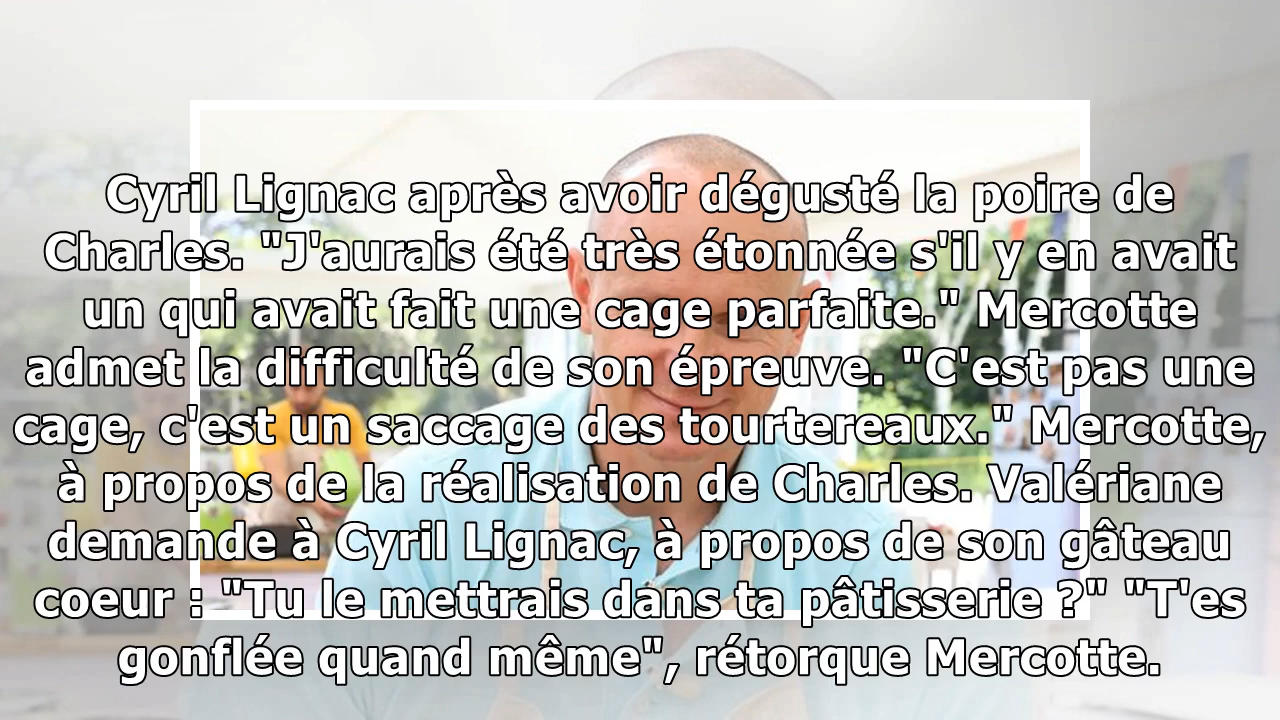 Cyril Lignac après avoir dégusté la poire de
Charles. "J'aurais été très étonnée s'il y en avait
un qui avait fait une cage parfaite." Mercotte
admet la difficulté de son épreuve. "C'est pas une
cage, c'est un saccage des tourtereaux." Mercotte,
à propos de la réalisation de Charles. Valériane
demande à Cyril Lignac, à propos de son gâteau
coeur : "Tu le mettrais dans ta pâtisserie ?" "T'es
gonflée quand même", rétorque Mercotte.